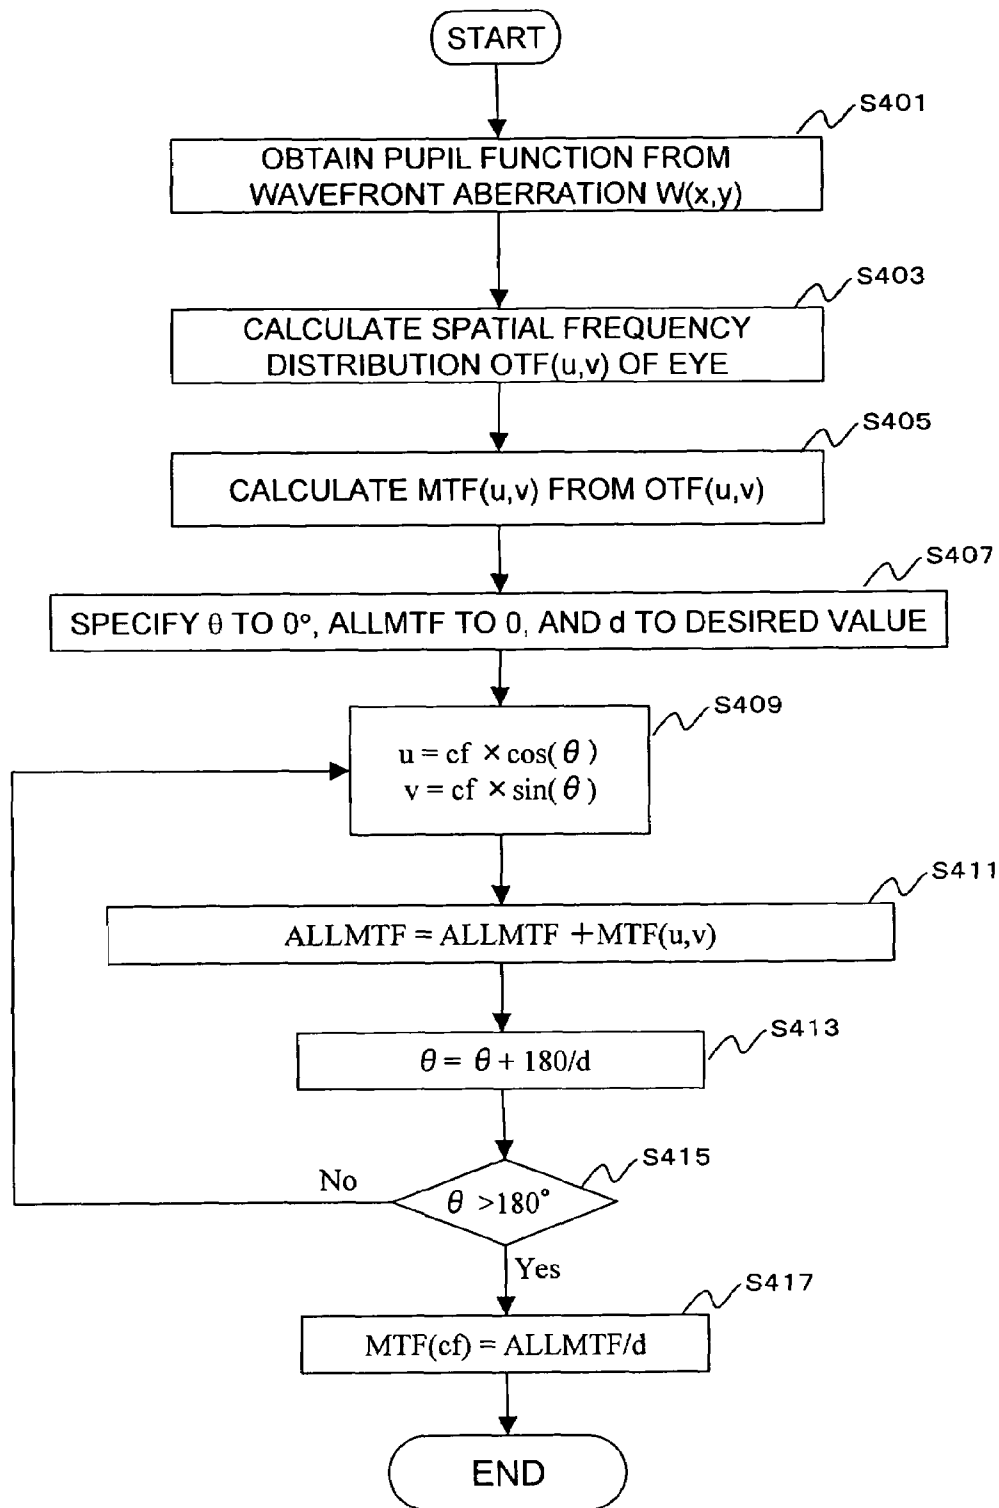 START
S401
OBTAIN PUPIL FUNCTION FROM
WAVEFRONT ABERRATION W(x,y)
S403
CALCULATE SPATIAL FREQUENCY
DISTRIBUTION OTF(u,v) OF EYE
S405
CALCULATE MTF(u,v) FROM OTF(u,v)
S407
SPECIFY θ TO 0°, ALLMTF TO 0, AND d TO DESIRED VALUE
S409
u = cf × cos(θ)
v = cf × sin(θ)
S411
ALLMTF = ALLMTF +MTF(u,v)
S413
θ = θ + 180/d
S415
No
θ >180°
Yes
S417
MTF(cf) = ALLMTF/d
END